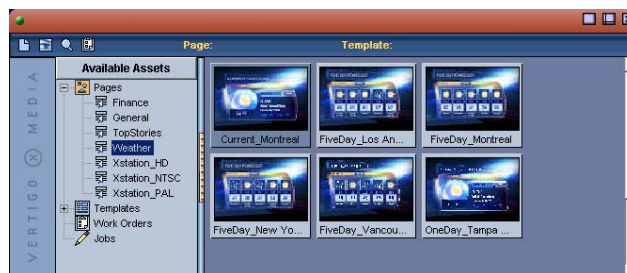 Page:
Template:
VERTIGO MEDIA
Available Assets
Pages
Finance
General
TopStories
Weather
Xstation_HD
Xstation_NTSC
Xstation_PAL
Templates
Work Orders
Jobs
Current_Montreal
FiveDay_Los An...
FiveDay_Montreal
FiveDay_New Yo...
FiveDay_Vancou...
OneDay_Tampa ...